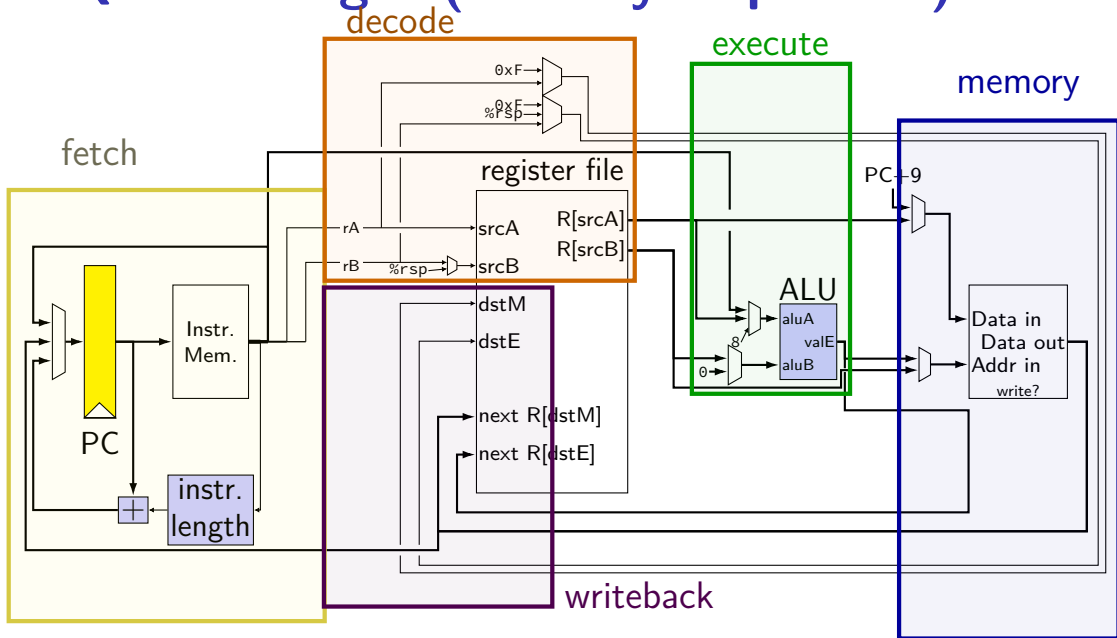 decode
execute
memory
fetch
writeback
0xF
0xF
%rsp
register file
PC+9
rA
srcA
R[srcA]
rB
%rsp
srcB
R[srcB]
dstM
dstE
next R[dstM]
next R[dstE]
Instr.
Mem.
PC
instr.
length
+
ALU
aluA
valE
aluB
8
0
Data in
Data out
Addr in
write?